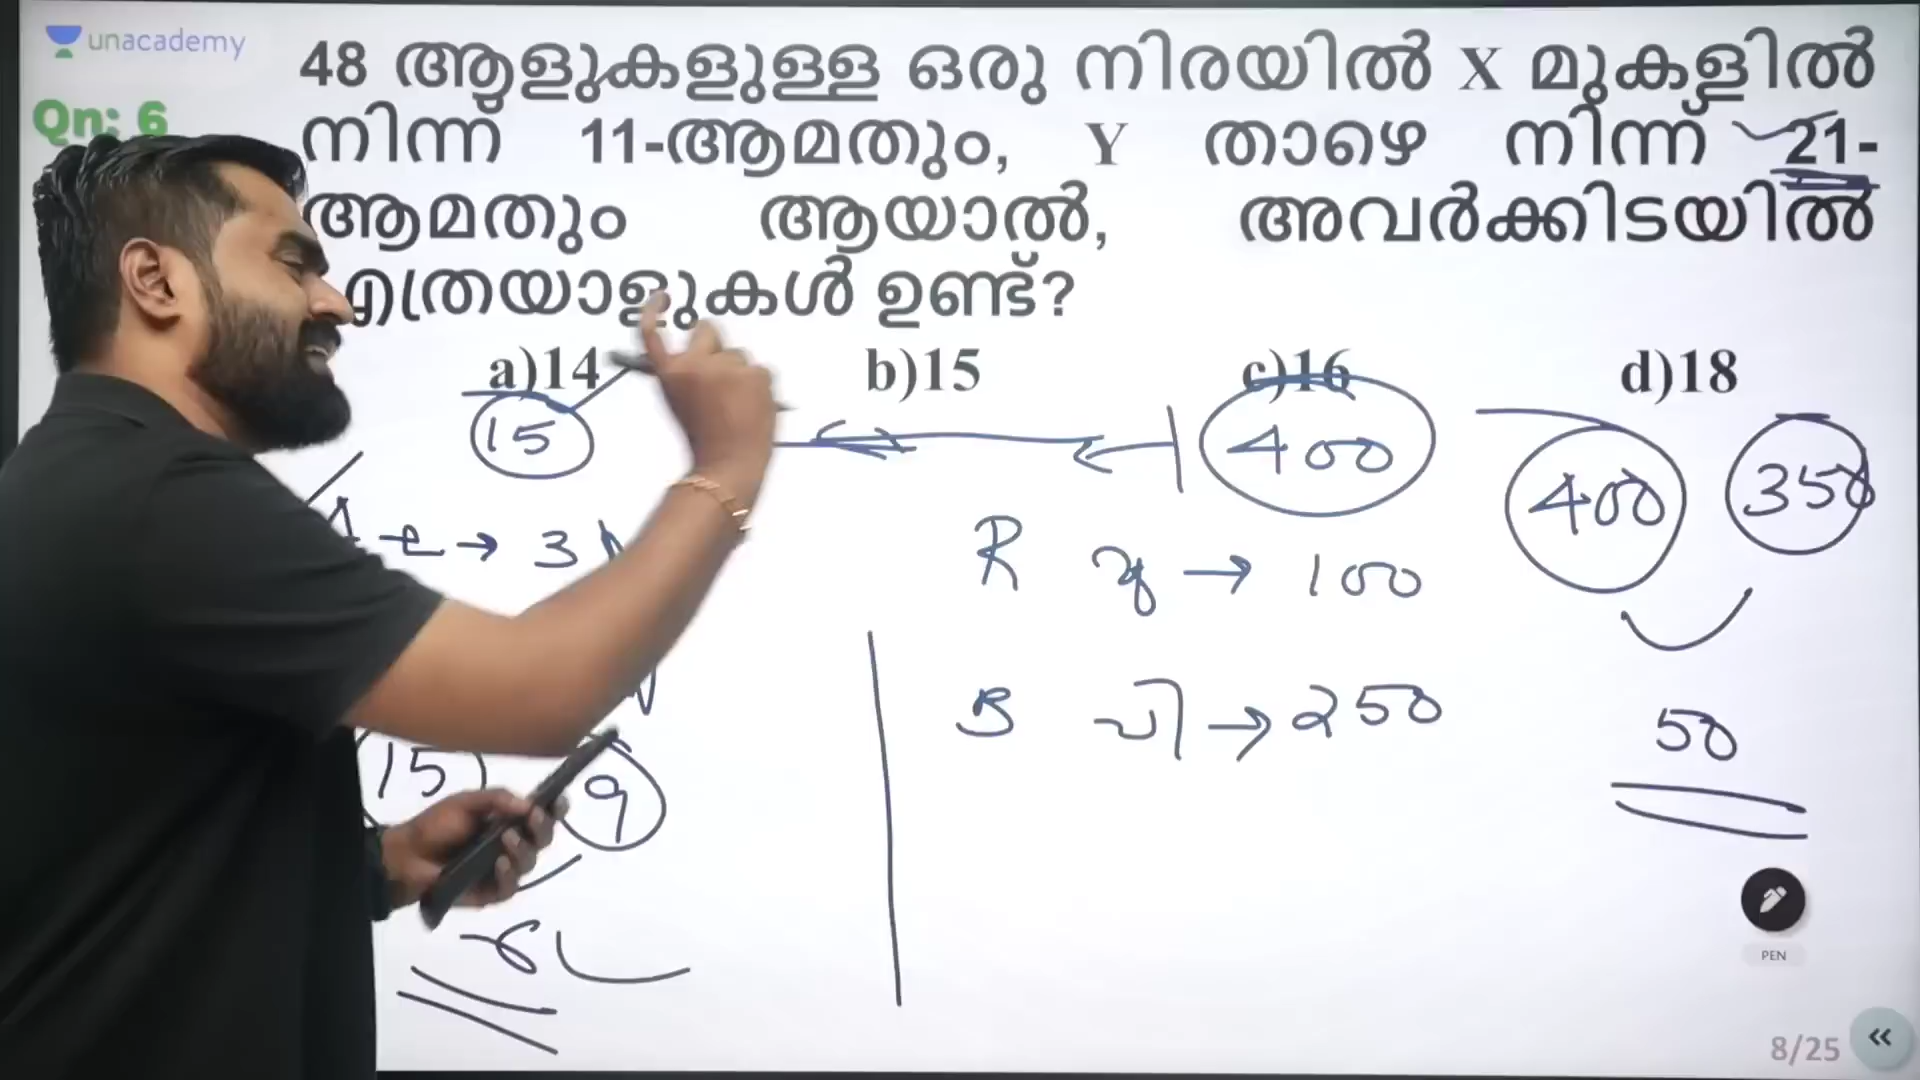 unacademy
Qn: 6
48 ആളുകളുള്ള ഒരു നിരയിൽ X മുകളിൽ
നിന്ന് 11-ആമതും, Y താഴെ നിന്ന് 21-
ആമതും ആയാൽ, അവർക്കിടയിൽ
എത്രയാളുകൾ ഉണ്ട്?
a)14 b)15 c)16 d)18
15 400 400 350
3 R → 100
B → 250 50
15 9
PEN
8/25